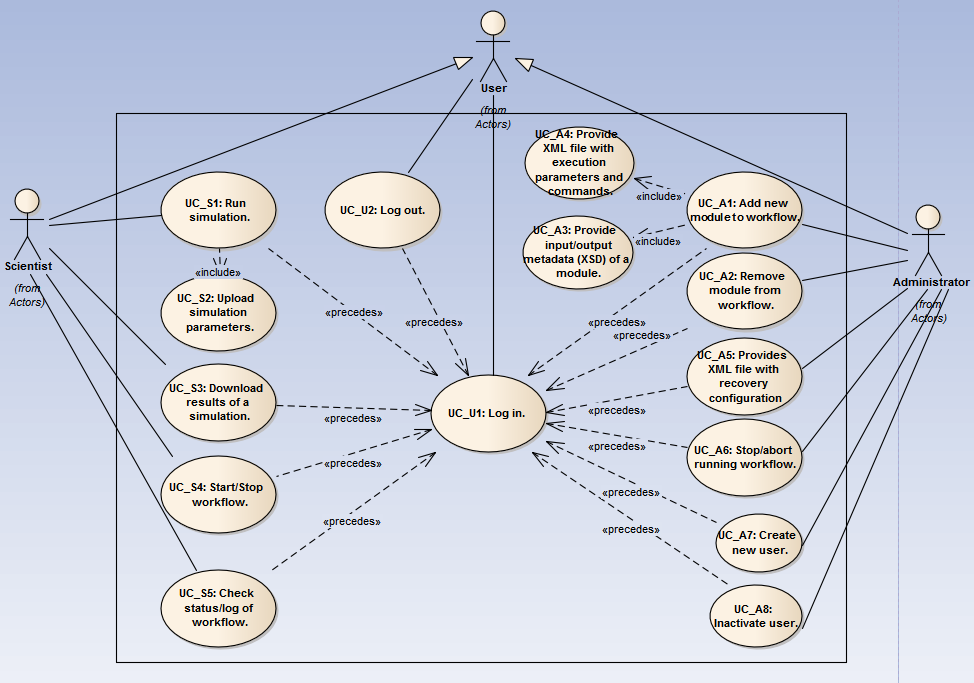 User
(from
Actors)
UC_A4: Provide
XML file with
execution
parameters and
commands.
«include»
UC_S1: Run
simulation.
UC_U2: Log out.
UC_A1: Add new
module to workflow.
«include»
UC_A3: Provide
input/output
metadata (XSD) of a
module.
Scientist
(from
Actors)
«include»
UC_A2: Remove
module from
workflow.
Administrator
(from
Actors)
UC_S2: Upload
simulation
parameters.
«precedes»
«precedes»
«precedes»
«precedes»
UC_A5: Provides
XML file with
recovery
configuration
UC_S3: Download
results of a
simulation.
«precedes»
UC_U1: Log in.
«precedes»
«precedes»
UC_A6: Stop/abort
running workflow.
«precedes»
UC_S4: Start/Stop
workflow.
«precedes»
«precedes»
«precedes»
UC_A7: Create
new user.
UC_S5: Check
status/log of
workflow.
UC_A8:
Inactivate user.